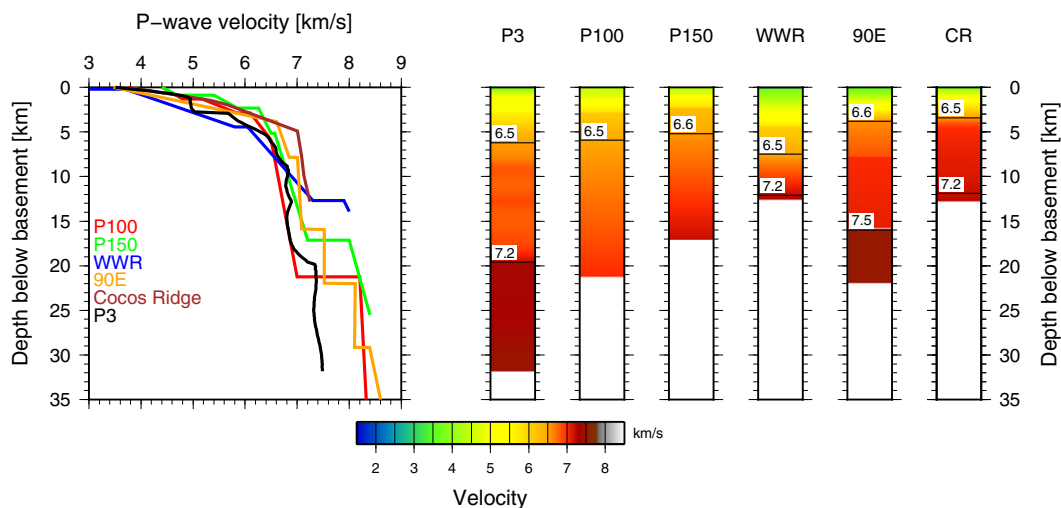 P−wave velocity [km/s]
3 4 5 6 7 8 9
0
5
10
15
20
25
30
35
Depth below basement [km]
P100
P150
WWR
90E
Cocos Ridge
P3
P3 P100 P150 WWR 90E CR
6.5
7.2
6.5
6.6
6.5
7.2
6.6
7.5
6.5
7.2
0
5
10
15
20
25
30
35
Depth below basement [km]
2 3 4 5 6 7 8
km/s
Velocity